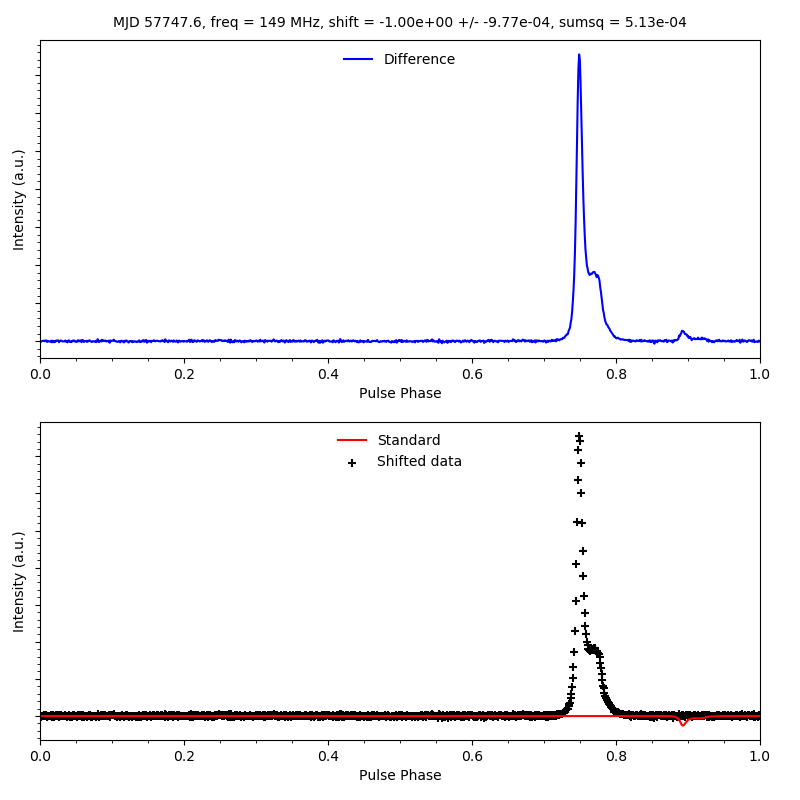 MJD 57747.6, freq = 149 MHz, shift = -1.00e+00 +/- -9.77e-04, sumsq = 5.13e-04
Difference
Intensity (a.u.)
0.0 0.2 0.4 0.6 0.8 1.0
Pulse Phase
Standard
Shifted data
Intensity (a.u.)
0.0 0.2 0.4 0.6 0.8 1.0
Pulse Phase